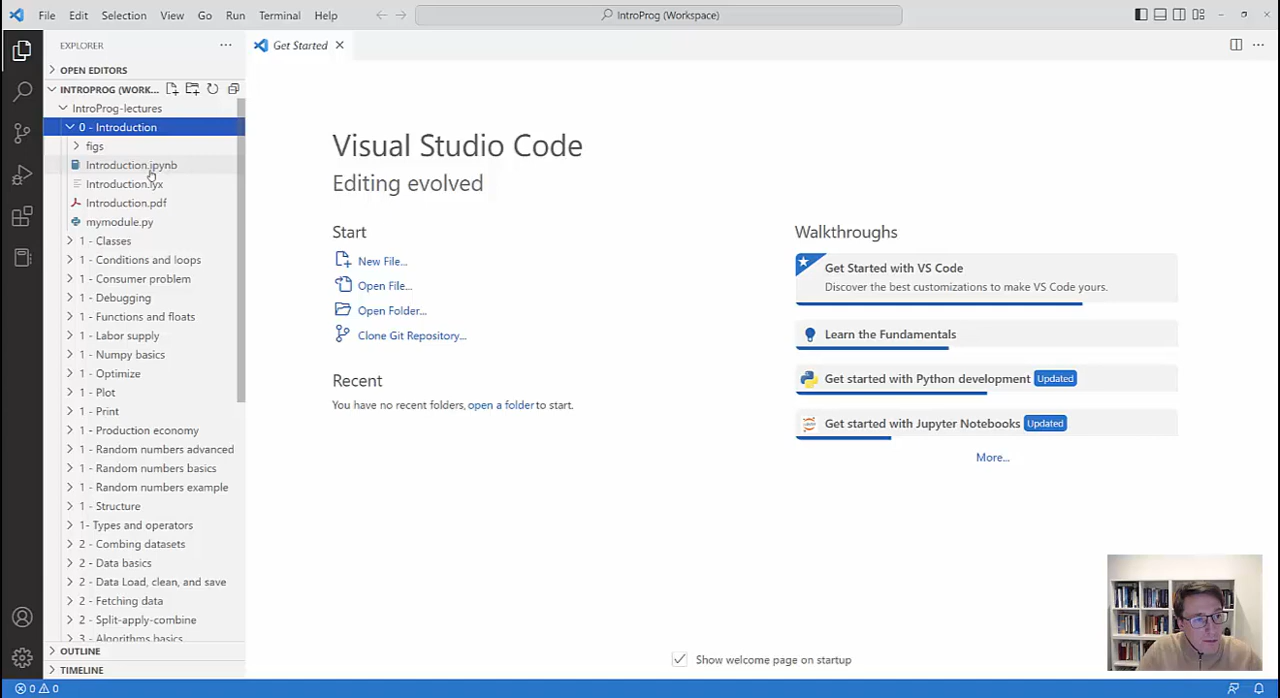 File Edit Selection View Go Run Terminal Help
IntroProg (Workspace)
EXPLORER
Get Started
OPEN EDITORS
INTROPROG (WORK...
IntroProg-lectures
0 - Introduction
figs
Introduction.ipynb
Introduction.lyx
Introduction.pdf
mymodule.py
1 - Classes
1 - Conditions and loops
1 - Consumer problem
1 - Debugging
1 - Functions and floats
1 - Labor supply
1 - Numpy basics
1 - Optimize
1 - Plot
1 - Print
1 - Production economy
1 - Random numbers advanced
1 - Random numbers basics
1 - Random numbers example
1 - Structure
1- Types and operators
2 - Combing datasets
2 - Data basics
2 - Data Load, clean, and save
2 - Fetching data
2 - Split-apply-combine
3 - Algorithms basics
OUTLINE
TIMELINE
Visual Studio Code
Editing evolved
Start
New File...
Open File...
Open Folder...
Clone Git Repository...
Recent
You have no recent folders, open a folder to start.
Walkthroughs
Get Started with VS Code
Discover the best customizations to make VS Code yours.
Learn the Fundamentals
Get started with Python development Updated
Get started with Jupyter Notebooks Updated
More...
Show welcome page on startup
0 0